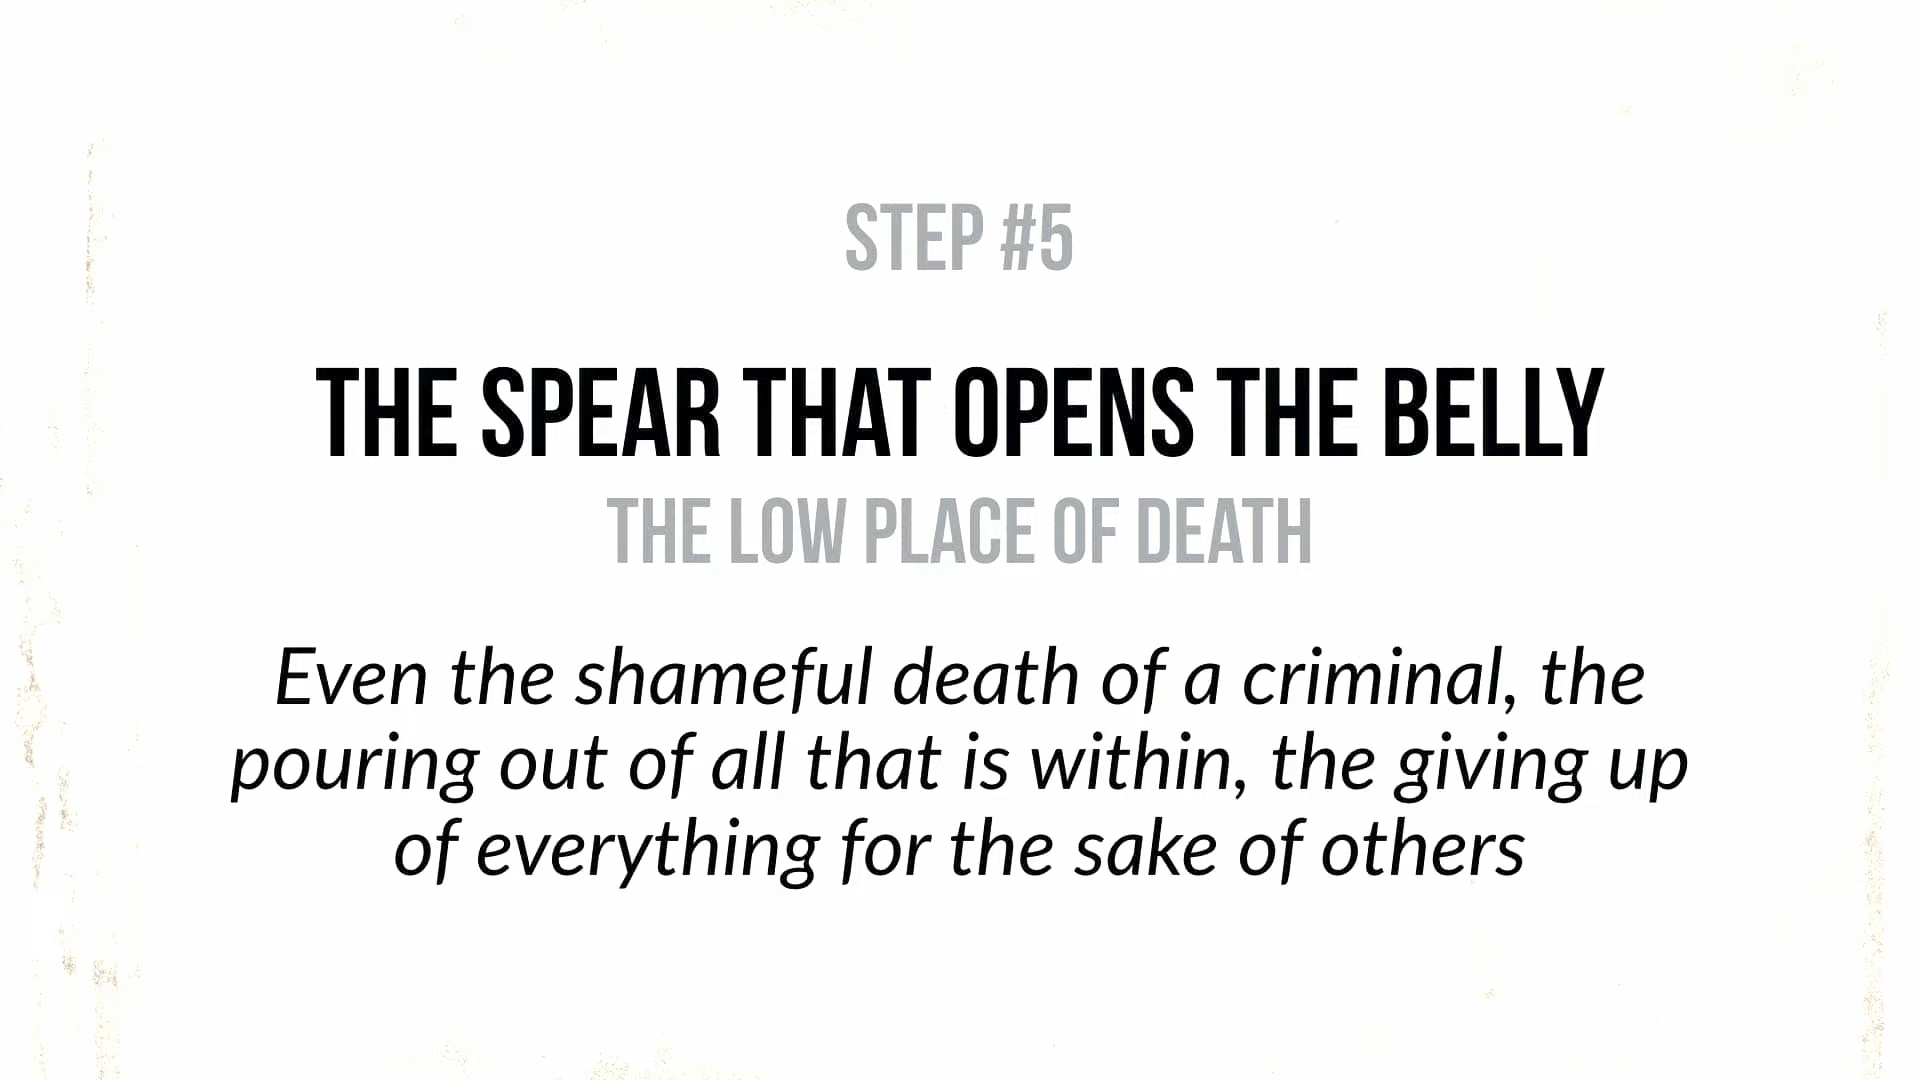 STEP #5
THE SPEAR THAT OPENS THE BELLY
THE LOW PLACE OF DEATH
Even the shameful death of a criminal, the
pouring out of all that is within, the giving up
of everything for the sake of others